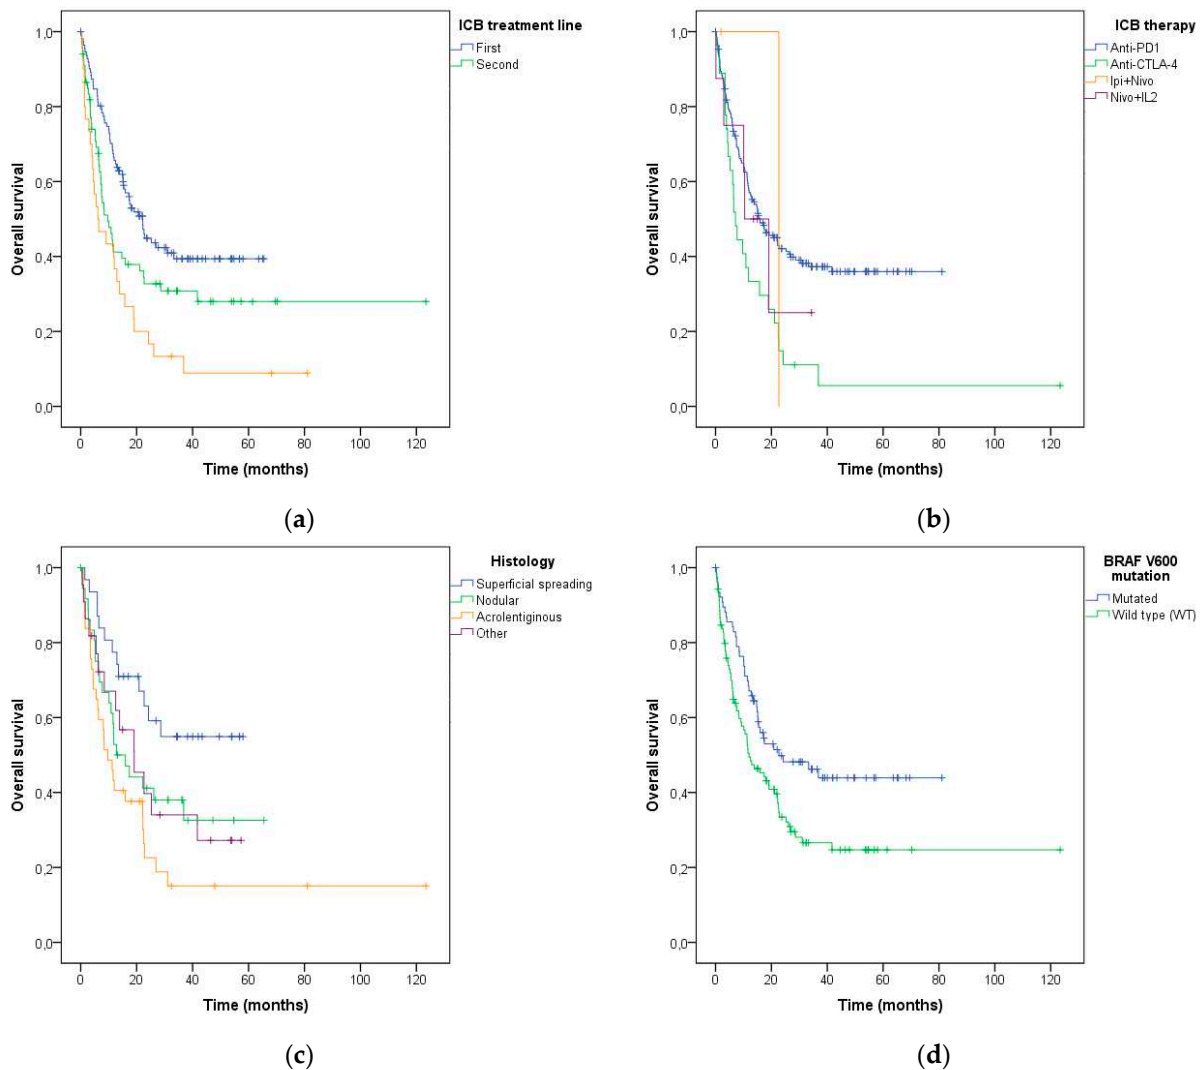 ICB treatment line
First
Second
1,0
0,8
0,6
0,4
0,2
0,0
Overall survival
0 20 40 60 80 100 120
Time (months)
(a)
ICB therapy
Anti-PD1
Anti-CTLA-4
Ipi+Nivo
Nivo+IL2
1,0
0,8
0,6
0,4
0,2
0,0
Overall survival
0 20 40 60 80 100 120
Time (months)
(b)
Histology
Superficial spreading
Nodular
Acrolentiginous
Other
1,0
0,8
0,6
0,4
0,2
0,0
Overall survival
0 20 40 60 80 100 120
Time (months)
(c)
BRAF V600
mutation
Mutated
Wild type (WT)
1,0
0,8
0,6
0,4
0,2
0,0
Overall survival
0 20 40 60 80 100 120
Time (months)
(d)